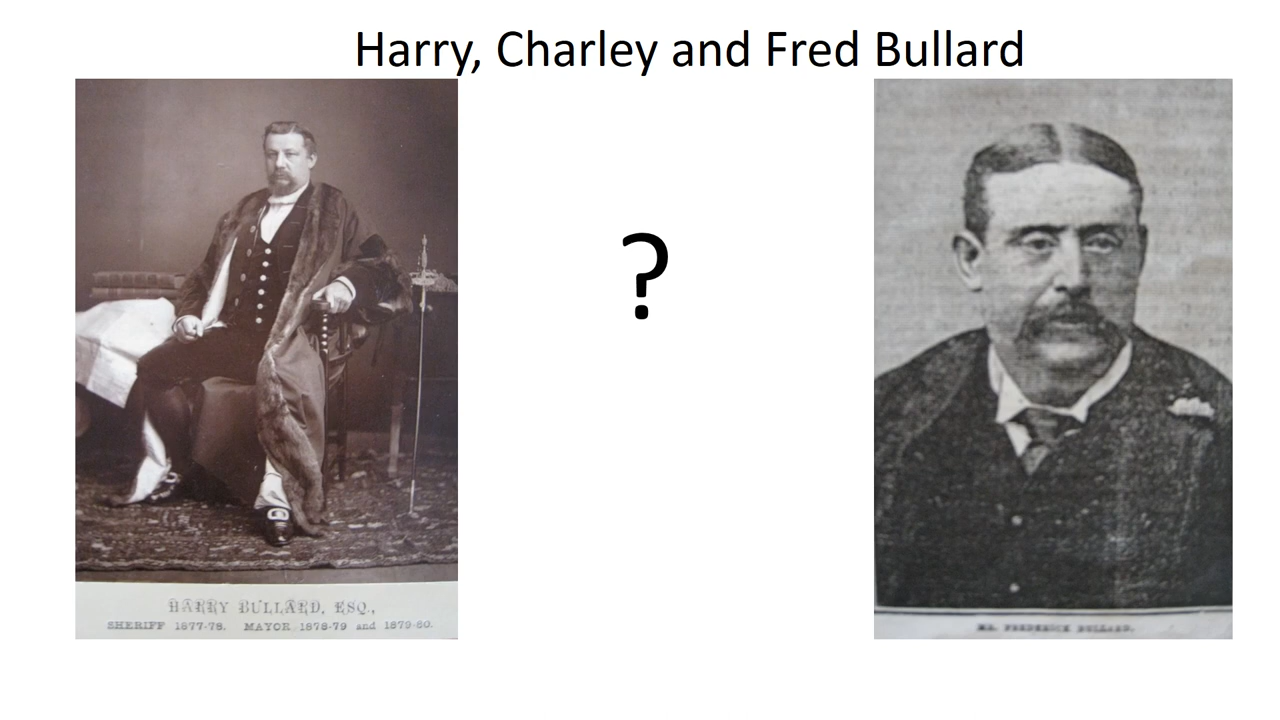 Harry, Charley and Fred Bullard
?
HARRY BULLARD, ESQ.,
SHERIFF 1877-78. MAYOR 1878-79 and 1879-80.
MR. FREDERICK BULLARD.